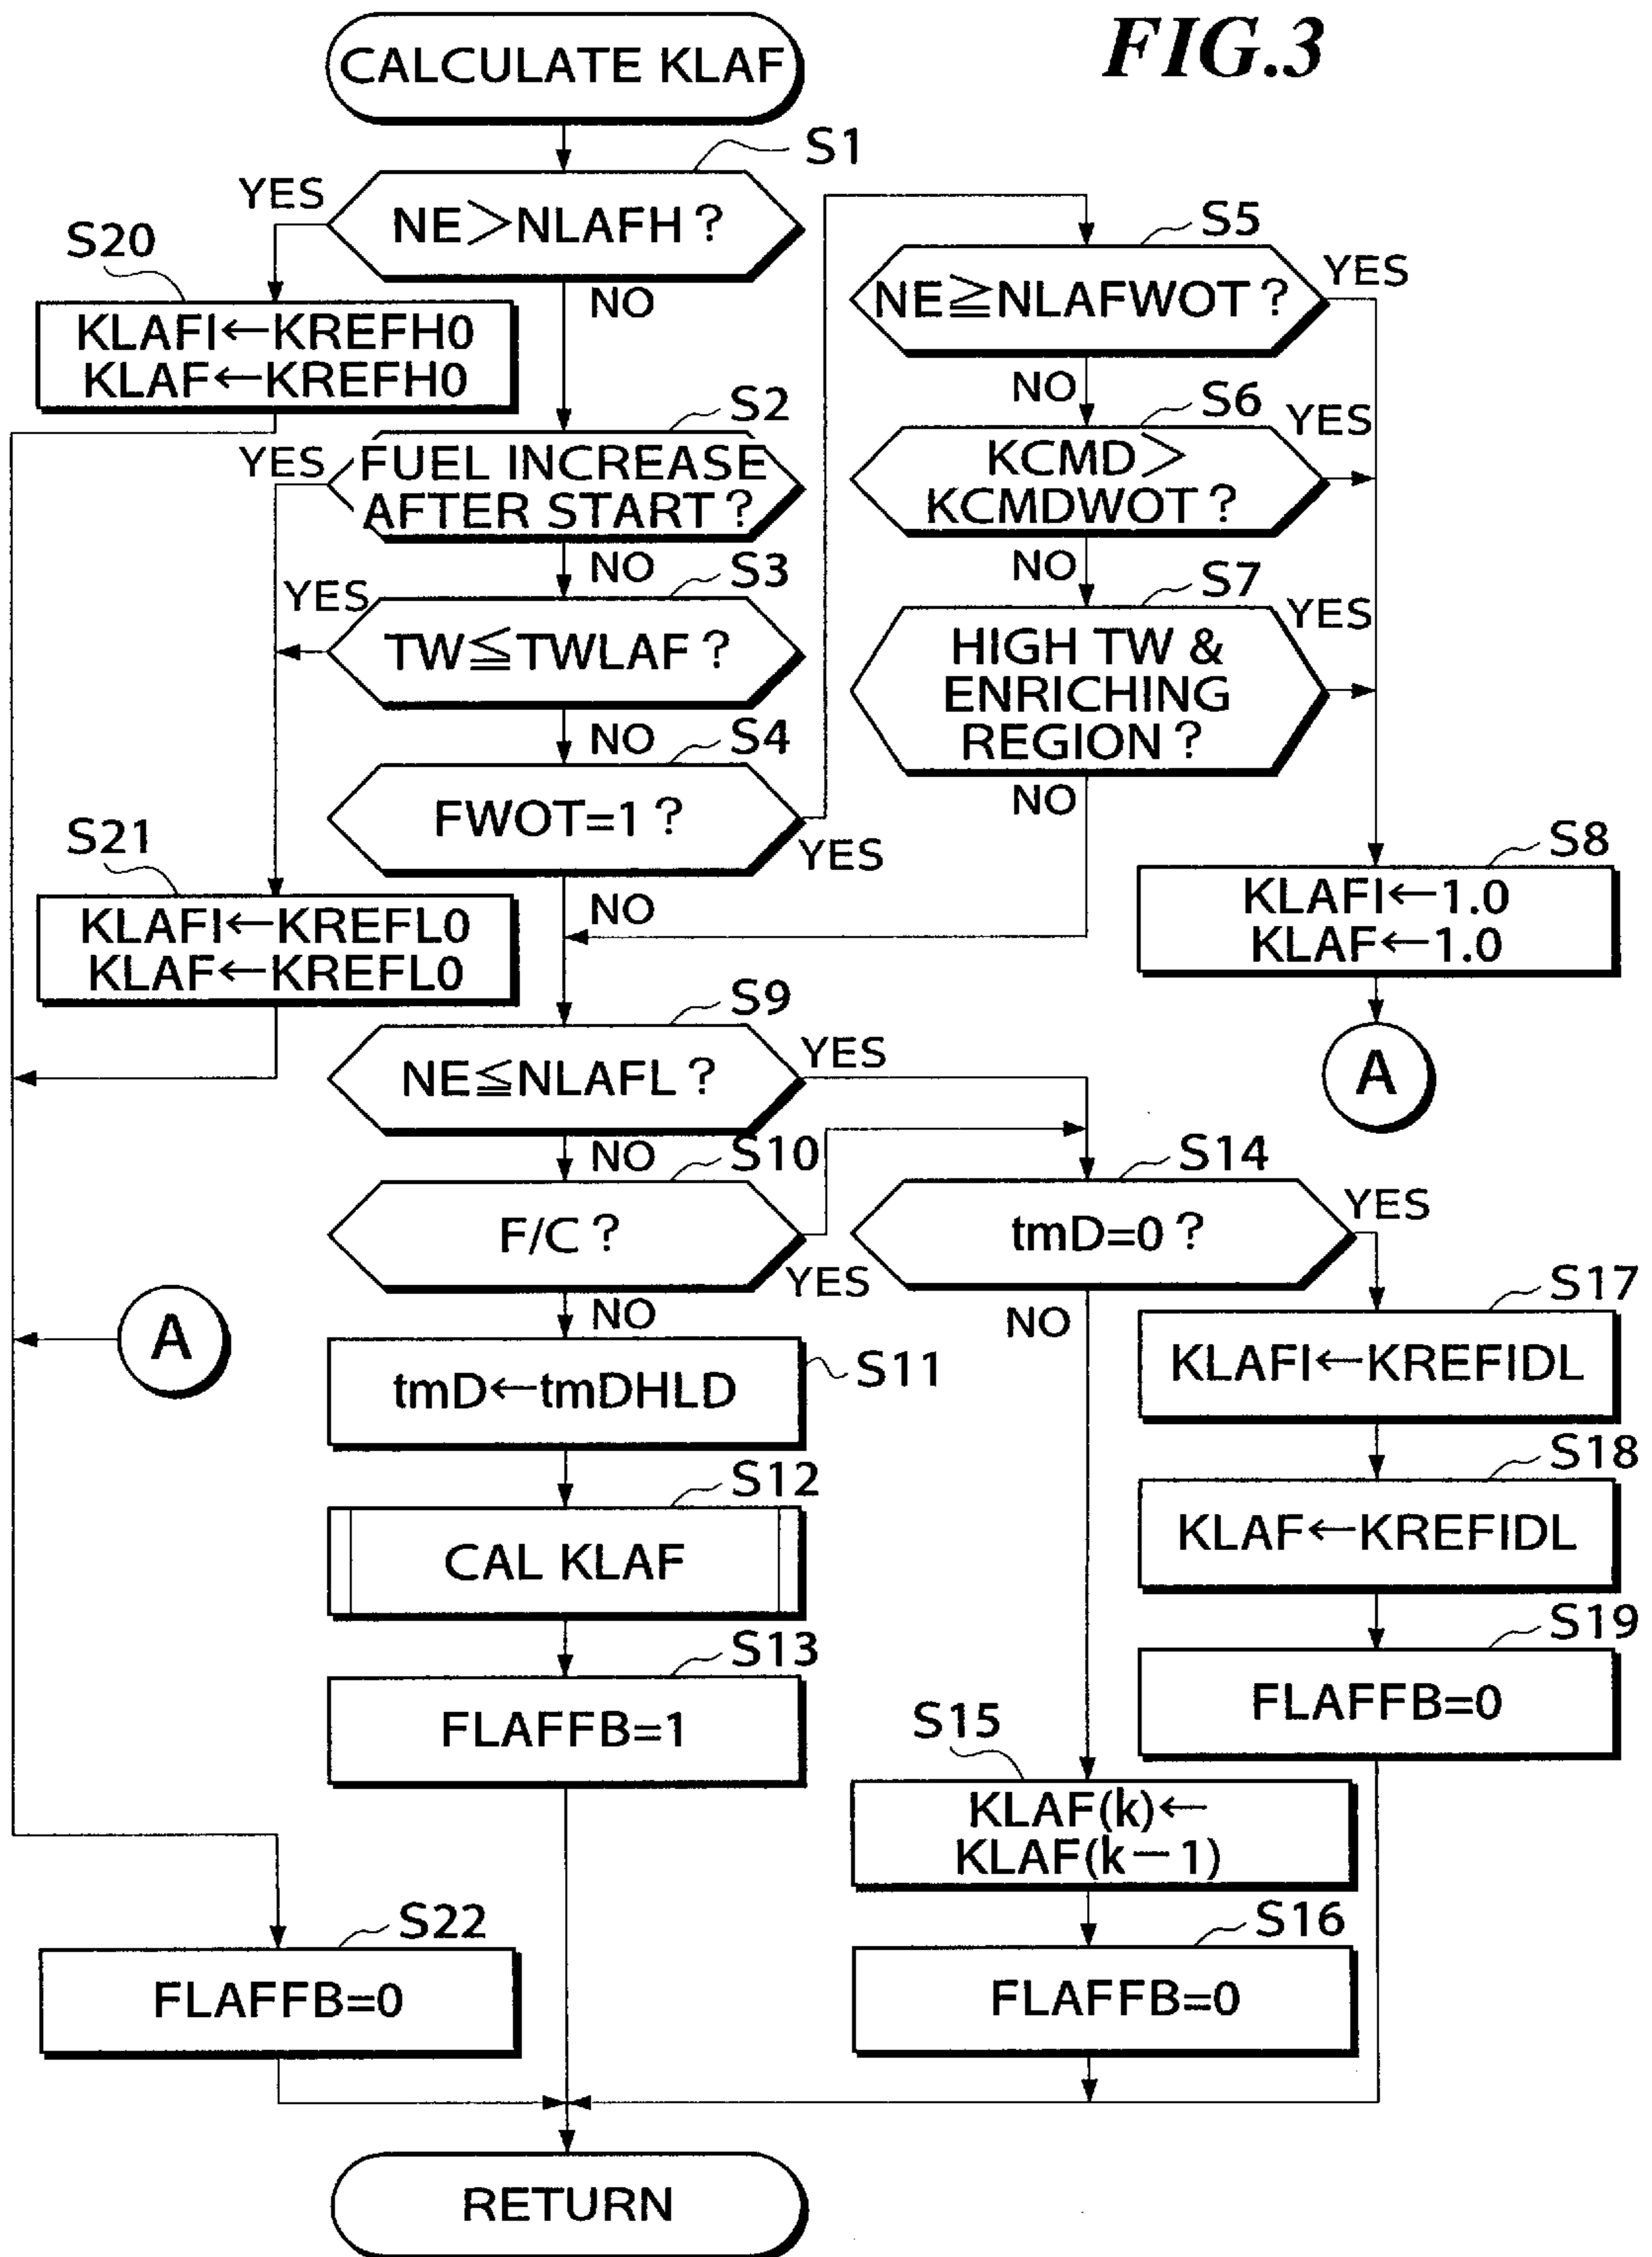 FIG.3
CALCULATE KLAF
S1
NE>NLAFH?
YES
NO
S20
KLAFI←KREFH0
KLAF←KREFH0
S2
FUEL INCREASE
AFTER START?
YES
NO
S3
TW≦TWLAF?
YES
NO
S4
FWOT=1?
YES
NO
S5
NE≧NLAFWOT?
YES
NO
S6
KCMD>
KCMDWOT?
YES
NO
S7
HIGH TW &
ENRICHING
REGION?
YES
NO
S8
KLAFI←1.0
KLAF←1.0
A
S21
KLAFI←KREFL0
KLAF←KREFL0
S9
NE≦NLAFL?
YES
NO
S10
F/C?
YES
NO
A
S11
tmD←tmDHLD
S12
CAL KLAF
S13
FLAFFB=1
S14
tmD=0?
YES
NO
S17
KLAFI←KREFIDL
S18
KLAF←KREFIDL
S19
FLAFFB=0
S15
KLAF(k)←
KLAF(k−1)
S16
FLAFFB=0
S22
FLAFFB=0
RETURN